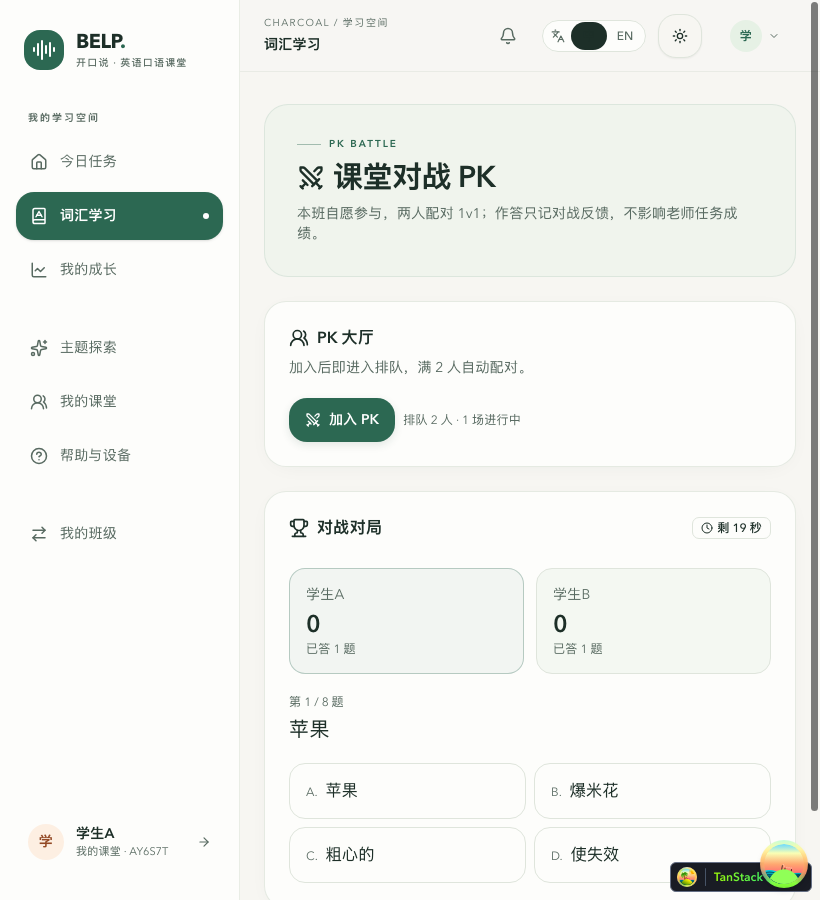 BELP.
开口说 · 英语口语课堂
我的学习空间
今日任务
词汇学习
我的成长
主题探索
我的课堂
帮助与设备
我的班级
学
学生A
我的课堂 · AY6S7T
CHARCOAL / 学习空间
词汇学习
EN
学
PK BATTLE
课堂对战 PK
本班自愿参与，两人配对 1v1；作答只记对战反馈，不影响老师任务成
绩。
PK 大厅
加入后即进入排队，满 2 人自动配对。
加入 PK
排队 2 人 · 1 场进行中
对战对局
剩 19 秒
学生A
0
已答 1 题
学生B
0
已答 1 题
第 1 / 8 题
苹果
A. 苹果
B. 爆米花
C. 粗心的
D. 使失效
TanStack